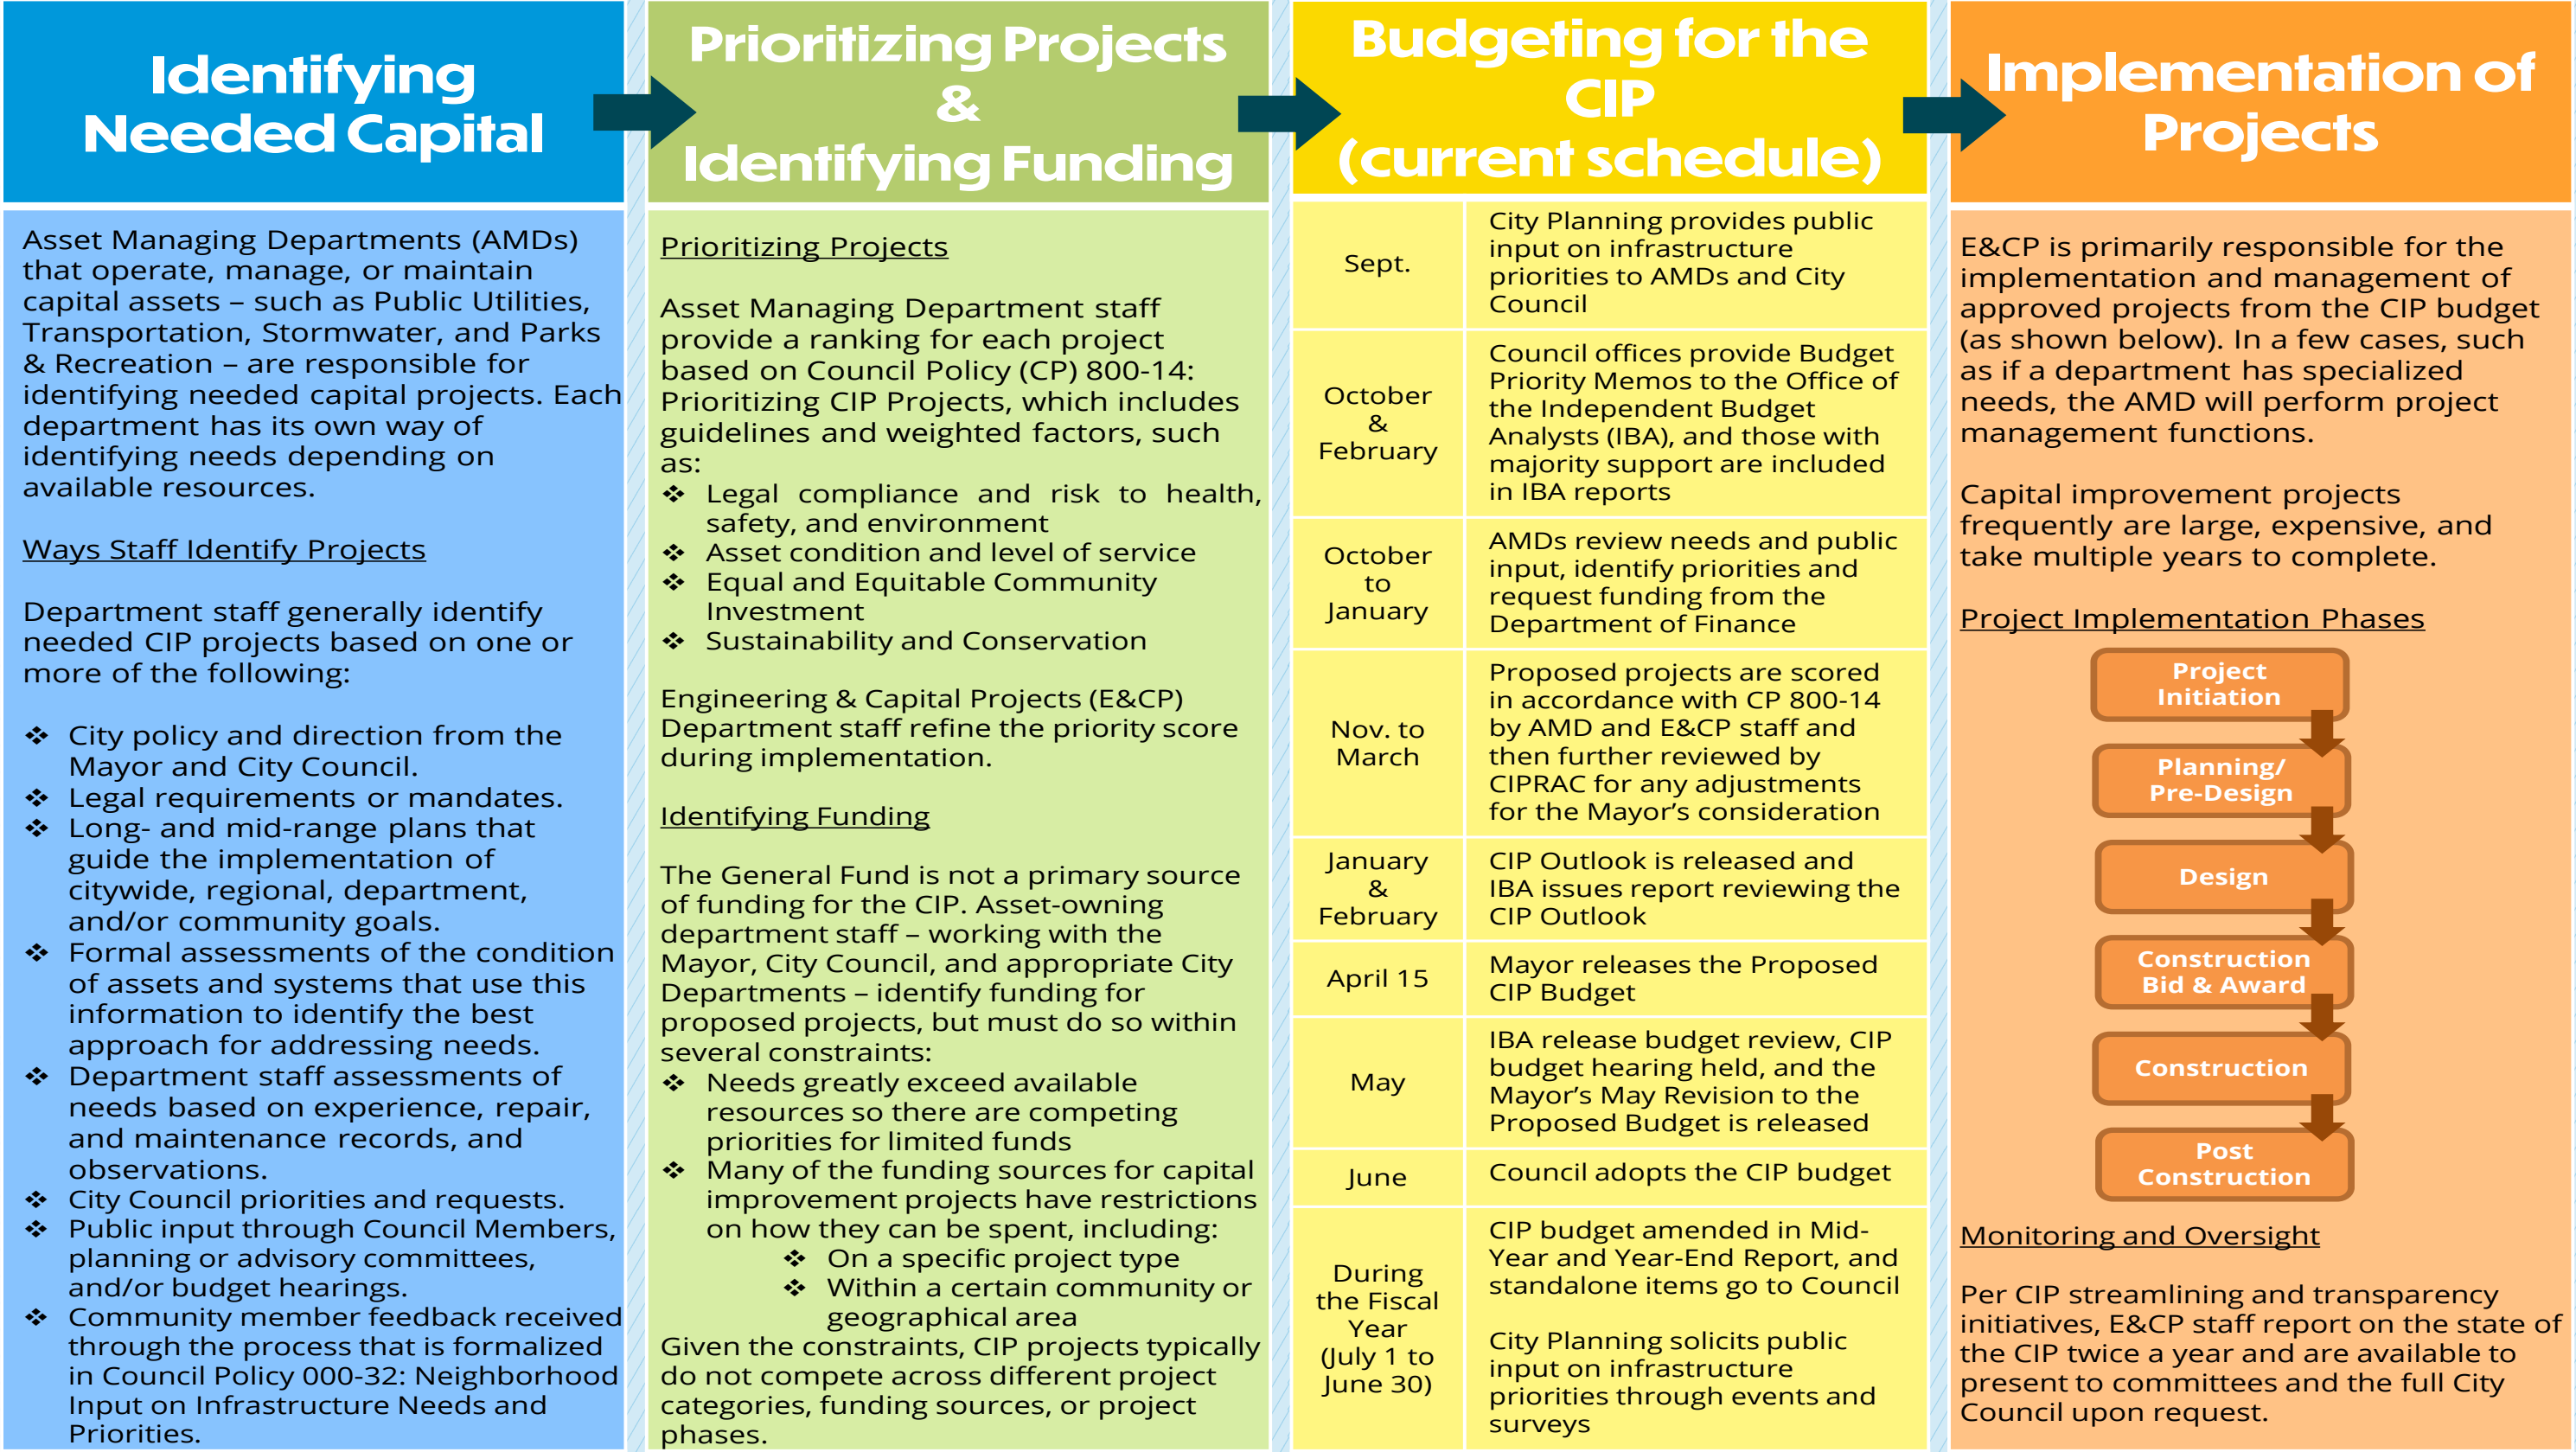 Identifying
Needed Capital
Asset Managing Departments (AMDs)
that operate, manage, or maintain
capital assets – such as Public Utilities,
Transportation, Stormwater, and Parks
& Recreation – are responsible for
identifying needed capital projects. Each
department has its own way of
identifying needs depending on
available resources.
Ways Staff Identify Projects
Department staff generally identify
needed CIP projects based on one or
more of the following:
❖ City policy and direction from the
Mayor and City Council.
❖ Legal requirements or mandates.
❖ Long- and mid-range plans that
guide the implementation of
citywide, regional, department,
and/or community goals.
❖ Formal assessments of the condition
of assets and systems that use this
information to identify the best
approach for addressing needs.
❖ Department staff assessments of
needs based on experience, repair,
and maintenance records, and
observations.
❖ City Council priorities and requests.
❖ Public input through Council Members,
planning or advisory committees,
and/or budget hearings.
❖ Community member feedback received
through the process that is formalized
in Council Policy 000-32: Neighborhood
Input on Infrastructure Needs and
Priorities.
Prioritizing Projects
&
Identifying Funding
Prioritizing Projects
Asset Managing Department staff
provide a ranking for each project
based on Council Policy (CP) 800-14:
Prioritizing CIP Projects, which includes
guidelines and weighted factors, such
as:
❖ Legal compliance and risk to health,
safety, and environment
❖ Asset condition and level of service
❖ Equal and Equitable Community
Investment
❖ Sustainability and Conservation
Engineering & Capital Projects (E&CP)
Department staff refine the priority score
during implementation.
Identifying Funding
The General Fund is not a primary source
of funding for the CIP. Asset-owning
department staff – working with the
Mayor, City Council, and appropriate City
Departments – identify funding for
proposed projects, but must do so within
several constraints:
❖ Needs greatly exceed available
resources so there are competing
priorities for limited funds
❖ Many of the funding sources for capital
improvement projects have restrictions
on how they can be spent, including:
❖ On a specific project type
❖ Within a certain community or
geographical area
Given the constraints, CIP projects typically
do not compete across different project
categories, funding sources, or project
phases.
Budgeting for the
CIP
(current schedule)
Sept.
City Planning provides public
input on infrastructure
priorities to AMDs and City
Council
October
&
February
Council offices provide Budget
Priority Memos to the Office of
the Independent Budget
Analysts (IBA), and those with
majority support are included
in IBA reports
October
to
January
AMDs review needs and public
input, identify priorities and
request funding from the
Department of Finance
Nov. to
March
Proposed projects are scored
in accordance with CP 800-14
by AMD and E&CP staff and
then further reviewed by
CIPRAC for any adjustments
for the Mayor’s consideration
January
&
February
CIP Outlook is released and
IBA issues report reviewing the
CIP Outlook
April 15
Mayor releases the Proposed
CIP Budget
May
IBA release budget review, CIP
budget hearing held, and the
Mayor’s May Revision to the
Proposed Budget is released
June
Council adopts the CIP budget
During
the Fiscal
Year
(July 1 to
June 30)
CIP budget amended in Mid-
Year and Year-End Report, and
standalone items go to Council
City Planning solicits public
input on infrastructure
priorities through events and
surveys
Implementation of
Projects
E&CP is primarily responsible for the
implementation and management of
approved projects from the CIP budget
(as shown below). In a few cases, such
as if a department has specialized
needs, the AMD will perform project
management functions.
Capital improvement projects
frequently are large, expensive, and
take multiple years to complete.
Project Implementation Phases
Project
Initiation
Planning/
Pre-Design
Design
Construction
Bid & Award
Construction
Post
Construction
Monitoring and Oversight
Per CIP streamlining and transparency
initiatives, E&CP staff report on the state of
the CIP twice a year and are available to
present to committees and the full City
Council upon request.